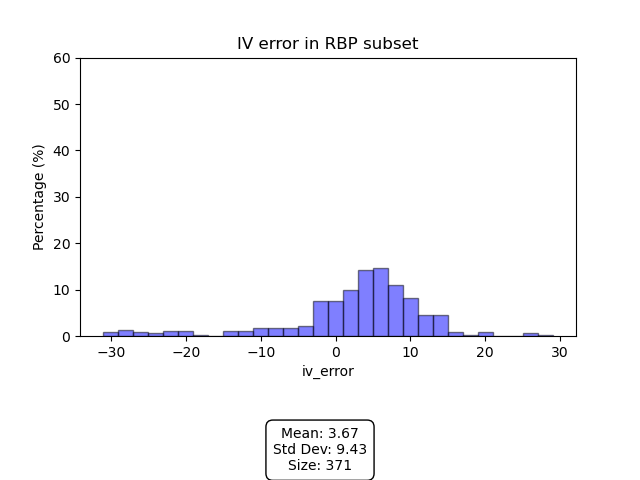 IV error in RBP subset
60
50
40
30
20
10
0
Percentage (%)
−30
−20
−10
0
10
20
30
iv_error
Mean: 3.67
Std Dev: 9.43
Size: 371